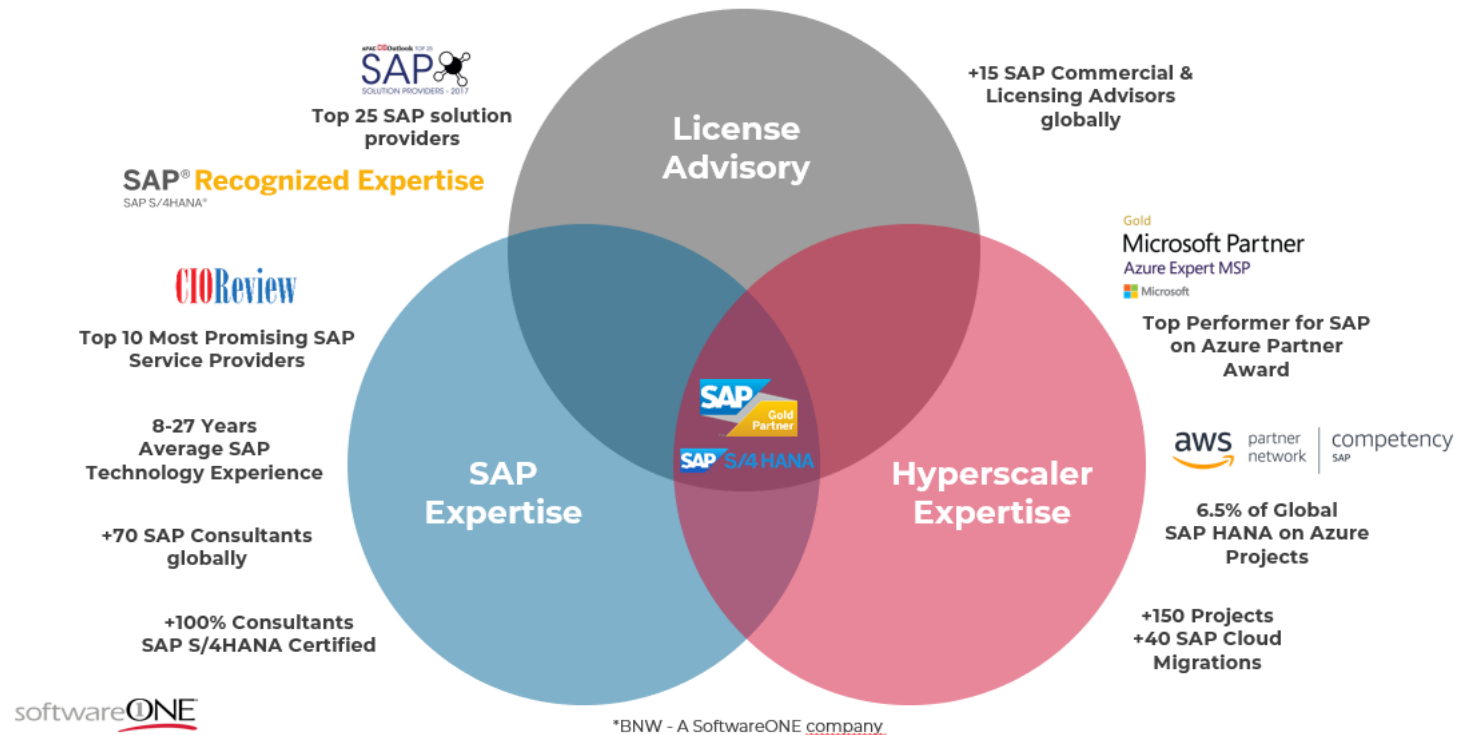 APAC CIOOutlook TOP 25
SAP
SOLUTION PROVIDERS - 2017
Top 25 SAP solution
providers
SAP® Recognized Expertise
SAP S/4HANA®
CIOReview
Top 10 Most Promising SAP
Service Providers
8-27 Years
Average SAP
Technology Experience
+70 SAP Consultants
globally
+100% Consultants
SAP S/4HANA Certified
License
Advisory
SAP
Expertise
SAP
Gold
Partner
SAP S/4 HANA
Hyperscaler
Expertise
+15 SAP Commercial &
Licensing Advisors
globally
Gold
Microsoft Partner
Azure Expert MSP
Microsoft
Top Performer for SAP
on Azure Partner
Award
aws partner network competency
SAP
6.5% of Global
SAP HANA on Azure
Projects
+150 Projects
+40 SAP Cloud
Migrations
softwareONE
*BNW - A SoftwareONE company